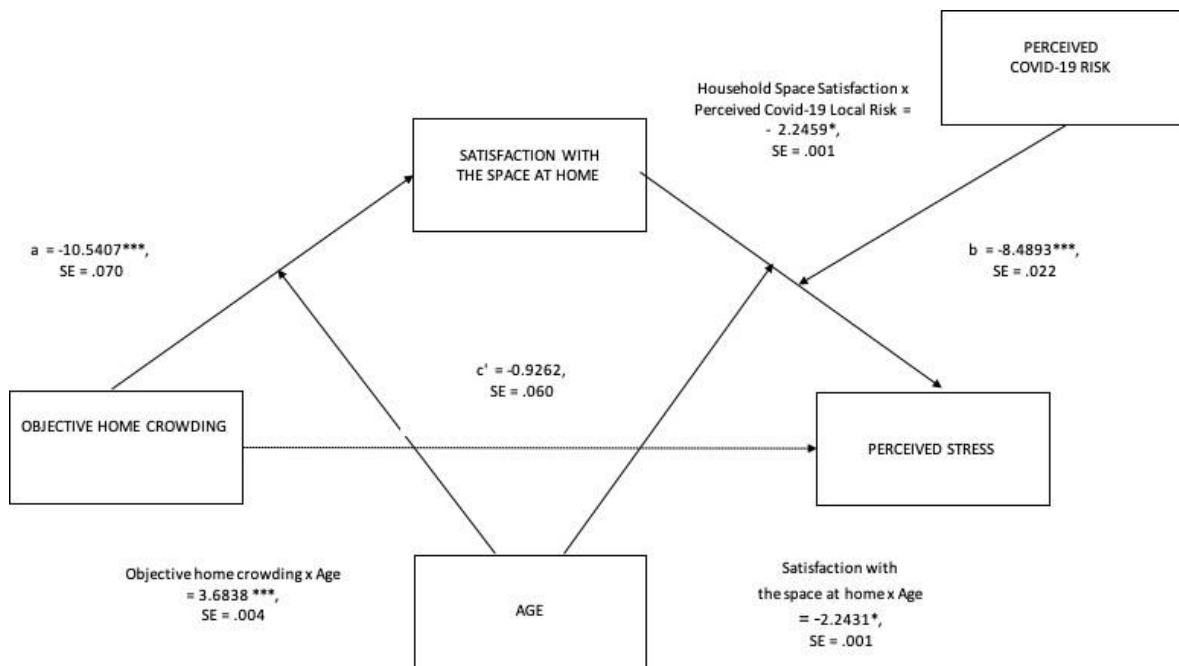 PERCEIVED
COVID-19 RISK
Household Space Satisfaction x
Perceived Covid-19 Local Risk =
- 2.2459*,
SE = .001
SATISFACTION WITH
THE SPACE AT HOME
a = -10.5407***,
SE = .070
b = -8.4893***,
SE = .022
c' = -0.9262,
SE = .060
OBJECTIVE HOME CROWDING
PERCEIVED STRESS
Objective home crowding x Age
= 3.6838 ***,
SE = .004
AGE
Satisfaction with
the space at home x Age
= -2.2431*,
SE = .001